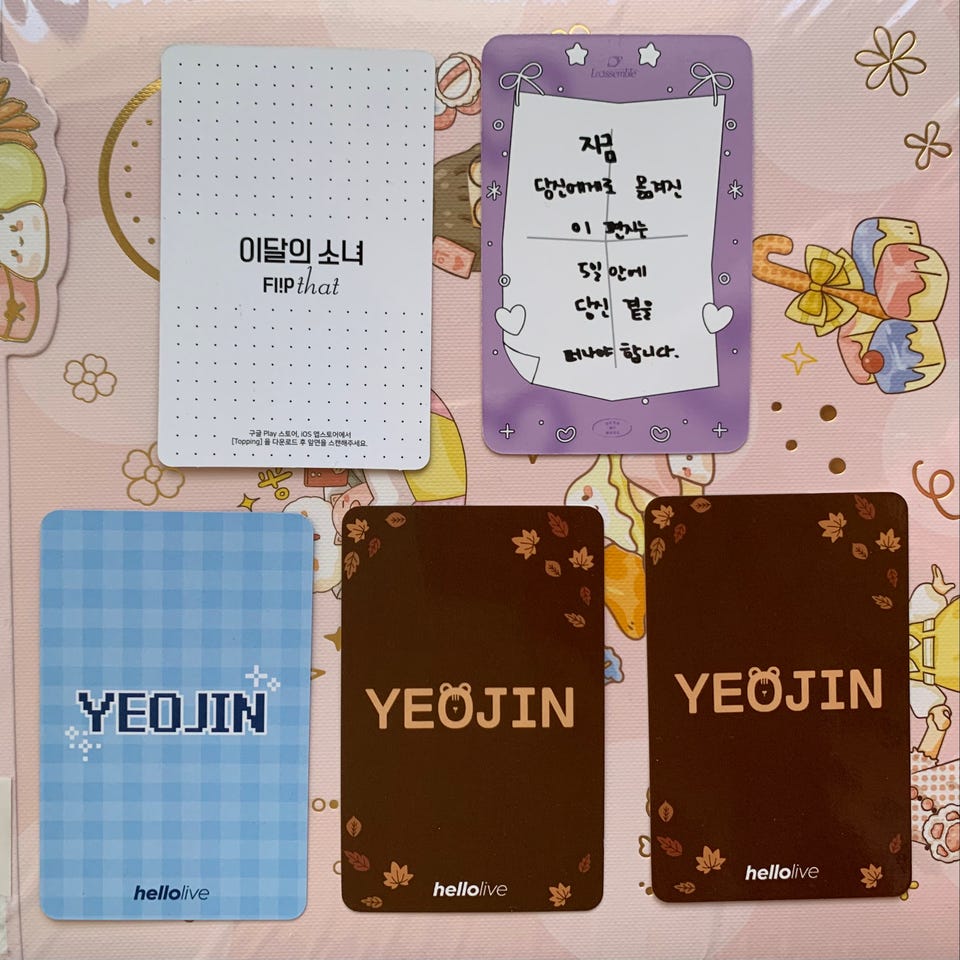 이달의 소녀
FL!P that
구글 Play 스토어, iOS 앱스토어에서
[Topping] 을 다운로드 후 앞면을 스캔해주세요.
Loossemble
지금
당신에게로 옮겨진
이 편지는
5일 안에
당신 곁을
떠나야 합니다.
YEOJIN
hellolive
YEOJIN
hellolive
YEOJIN
hellolive